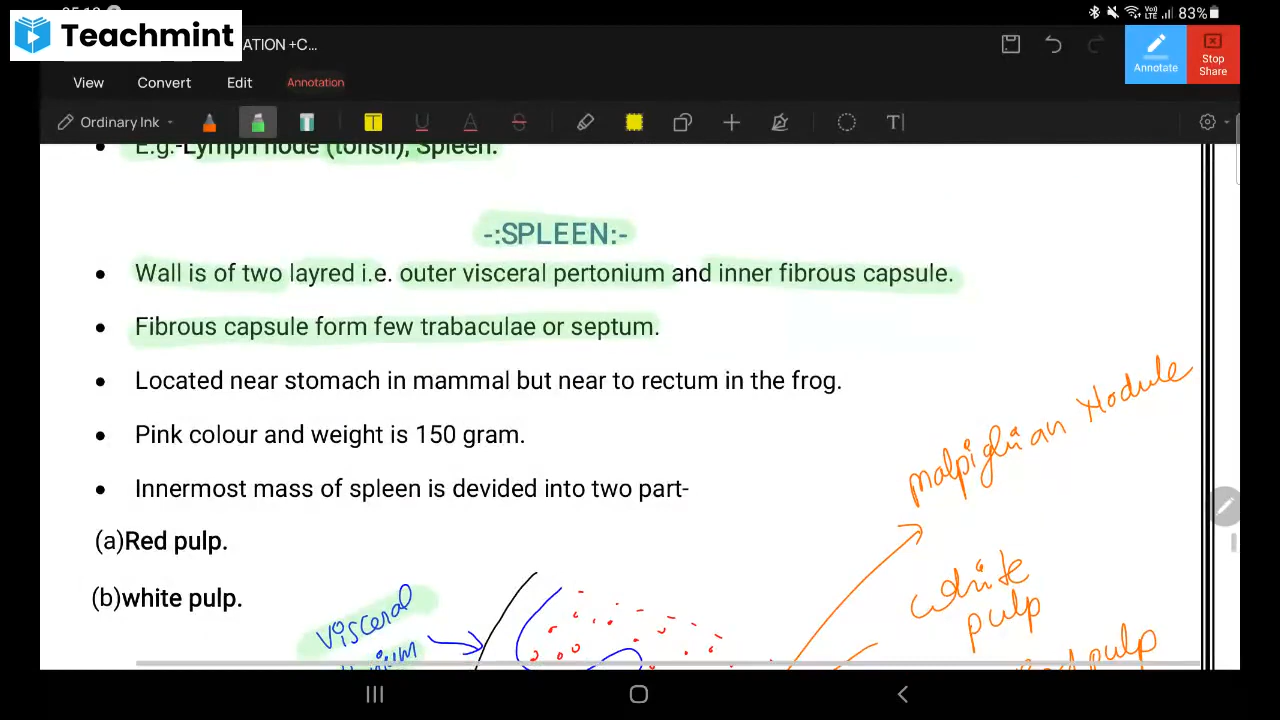 83%
Teachmint
ATION +C...
Annotate
Stop Share
View Convert Edit Annotation
Ordinary Ink
E.g.-Lymph node (tonsil), Spleen.
-:SPLEEN:-
Wall is of two layred i.e. outer visceral pertonium and inner fibrous capsule.
Fibrous capsule form few trabaculae or septum.
Located near stomach in mammal but near to rectum in the frog.
Pink colour and weight is 150 gram.
Innermost mass of spleen is devided into two part-
(a)Red pulp.
(b)white pulp.
malpighian Nodule
white
pulp
visceral
pulp